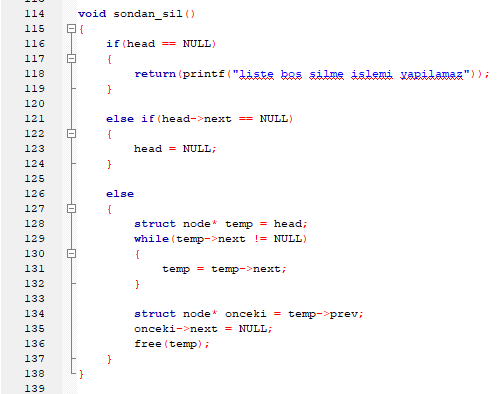 114 void sondan_sil()
115 {
116 if(head == NULL)
117 {
118 return(printf("liste bos silme islemi yapilamaz"));
119 }
120
121 else if(head->next == NULL)
122 {
123 head = NULL;
124 }
125
126 else
127 {
128 struct node* temp = head;
129 while(temp->next != NULL)
130 {
131 temp = temp->next;
132 }
133
134 struct node* onceki = temp->prev;
135 onceki->next = NULL;
136 free(temp);
137 }
138 }
139